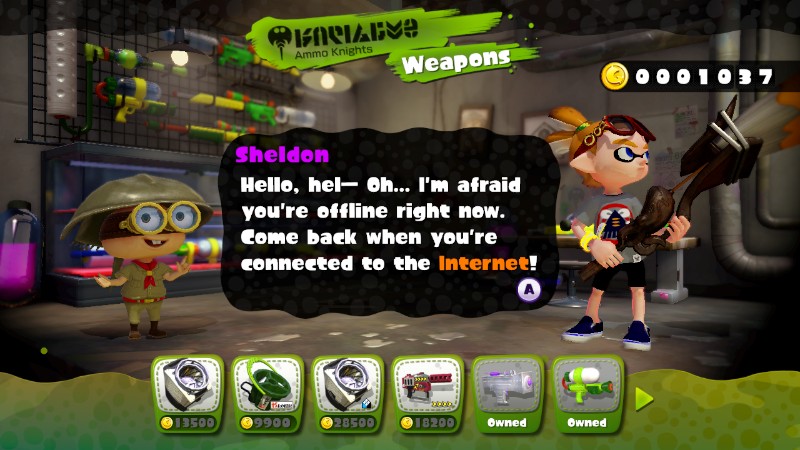 Ammo Knights
Weapons
0001037
Sheldon
Hello, hel— Oh... I'm afraid
you're offline right now.
Come back when you're
connected to the Internet!
A
13500
9900
28500
18200
Owned
Owned